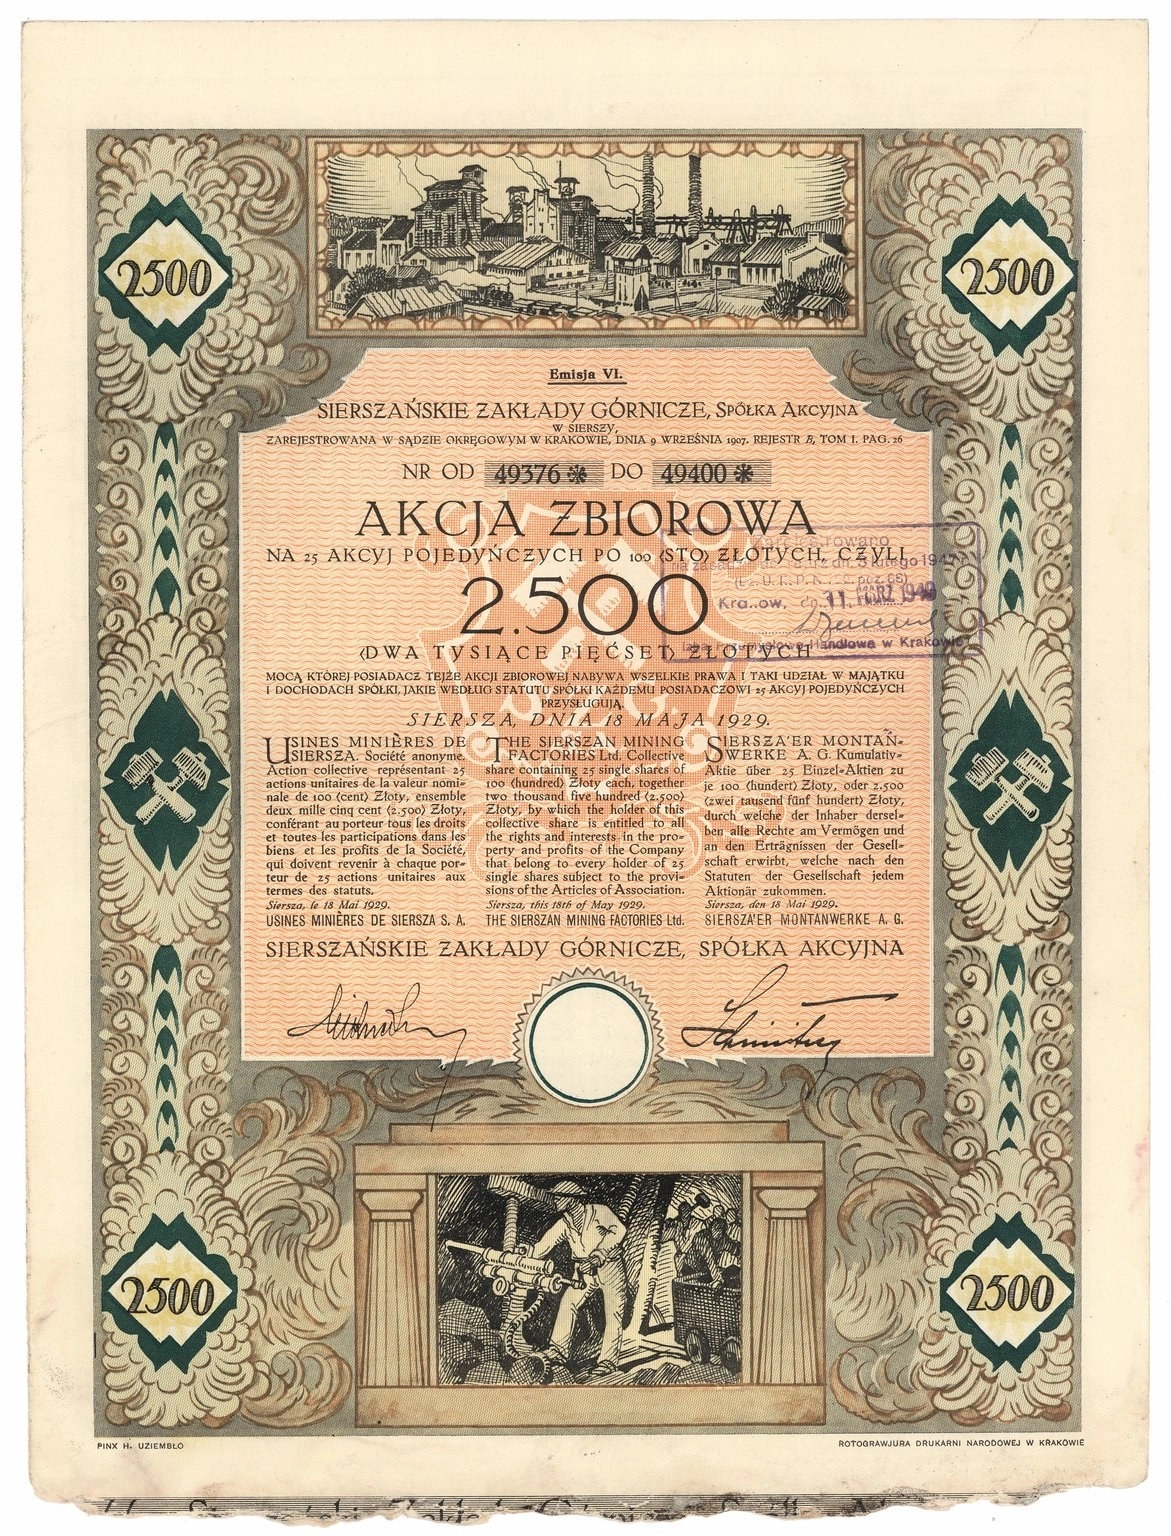 2500
2500
Emisja VI.
SIERSZAŃSKIE ZAKŁADY GÓRNICZE, SPÓŁKA AKCYJNA
W SIERSZY,
ZAREJESTROWANA W SĄDZIE OKRĘGOWYM W KRAKOWIE, DNIA 9 WRZEŚNIA 1907. REJESTR B, TOM I. PAG. 26
NR OD 49376 ✻ DO 49400 ✻
AKCJA ZBIOROWA
NA 25 AKCYJ POJEDYŃCZYCH PO 100 (STO) ZŁOTYCH, CZYLI
2.500
(DWA TYSIĄCE PIĘĆSET) ZŁOTYCH
dn. 3 lutego 1947
11 MARZ 1949
Handlowa w Krakowie
MOCĄ KTÓREJ POSIADACZ TEJŻE AKCJI ZBIOROWEJ NABYWA WSZELKIE PRAWA I TAKI UDZIAŁ W MAJĄTKU
I DOCHODACH SPÓŁKI, JAKIE WEDŁUG STATUTU SPÓŁKI KAŻDEMU POSIADACZOWI 25 AKCYJ POJEDYŃCZYCH
PRZYSŁUGUJĄ.
SIERSZA, DNIA 18 MAJA 1929.
USINES MINIÈRES DE
SIERSZA. Société anonyme.
Action collective représentant 25
actions unitaires de la valeur nomi-
nale de 100 (cent) Złoty, ensemble
deux mille cinq cent (2.500) Złoty,
conférant au porteur tous les droits
et toutes les participations dans les
biens et les profits de la Société,
qui doivent revenir à chaque por-
teur de 25 actions unitaires aux
termes des statuts.
Siersza, le 18 Mai 1929.
USINES MINIÈRES DE SIERSZA S. A.
THE SIERSZAN MINING
FACTORIES Ltd. Collective
share containing 25 single shares of
100 (hundred) Złoty each, together
two thousand five hundred (2.500)
Złoty, by which the holder of this
collective share is entitled to all
the rights and interests in the pro-
perty and profits of the Company
that belong to every holder of 25
single shares subject to the provi-
sions of the Articles of Association.
Siersza, this 18th of May 1929.
THE SIERSZAN MINING FACTORIES Ltd.
SIERSZA'ER MONTAN-
WERKE A. G. Kumulativ-
Aktie über 25 Einzel-Aktien zu
je 100 (hundert) Złoty, oder 2.500
(zwei tausend fünf hundert) Złoty,
durch welche der Inhaber dersel-
ben alle Rechte am Vermögen und
an den Erträgnissen der Gesell-
schaft erwirbt, welche nach den
Statuten der Gesellschaft jedem
Aktionär zukommen.
Siersza, den 18 Mai 1929.
SIERSZA'ER MONTANWERKE A. G.
SIERSZAŃSKIE ZAKŁADY GÓRNICZE, SPÓŁKA AKCYJNA
2500
2500
PINX H. UZIEMBŁO
ROTOGRAWJURA DRUKARNI NARODOWEJ W KRAKOWIE